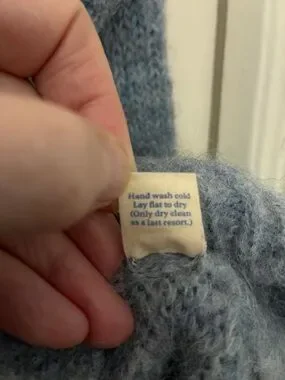 Hand wash cold
Lay flat to dry
(Only dry clean
as a last resort.)